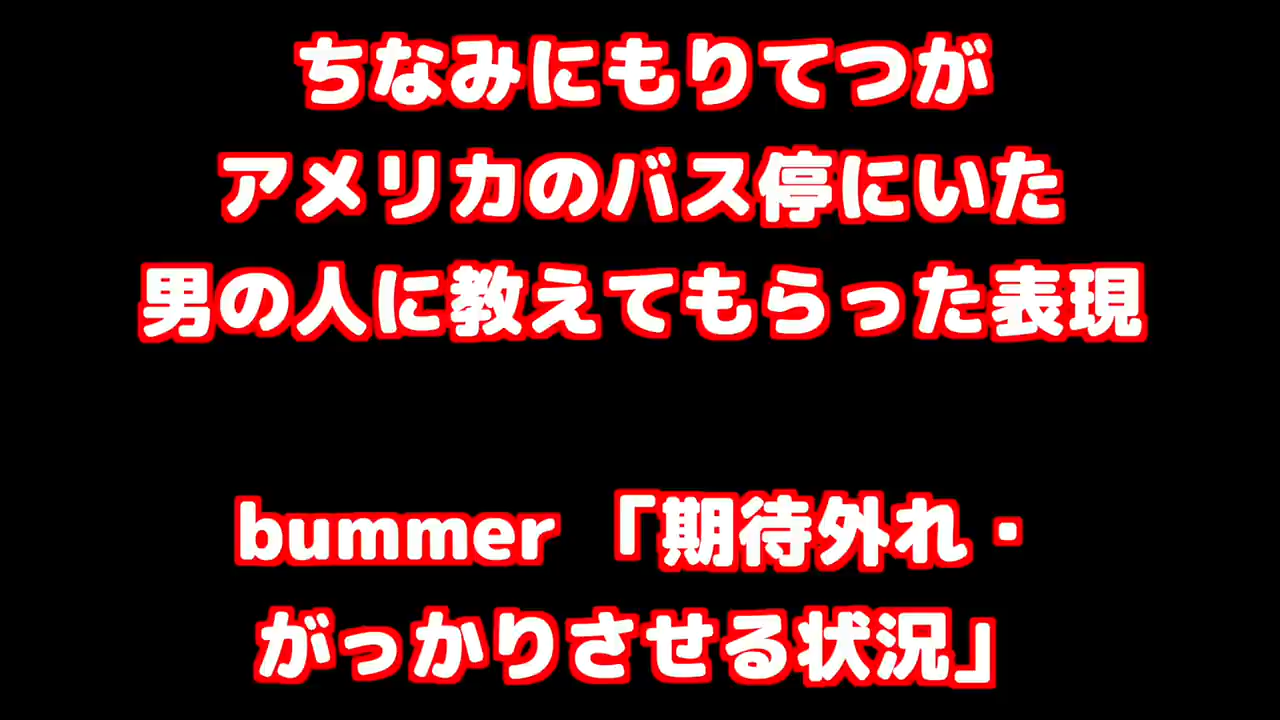 ちなみにもりてつが
アメリカのバス停にいた
男の人に教えてもらった表現
bummer 「期待外れ・
がっかりさせる状況」